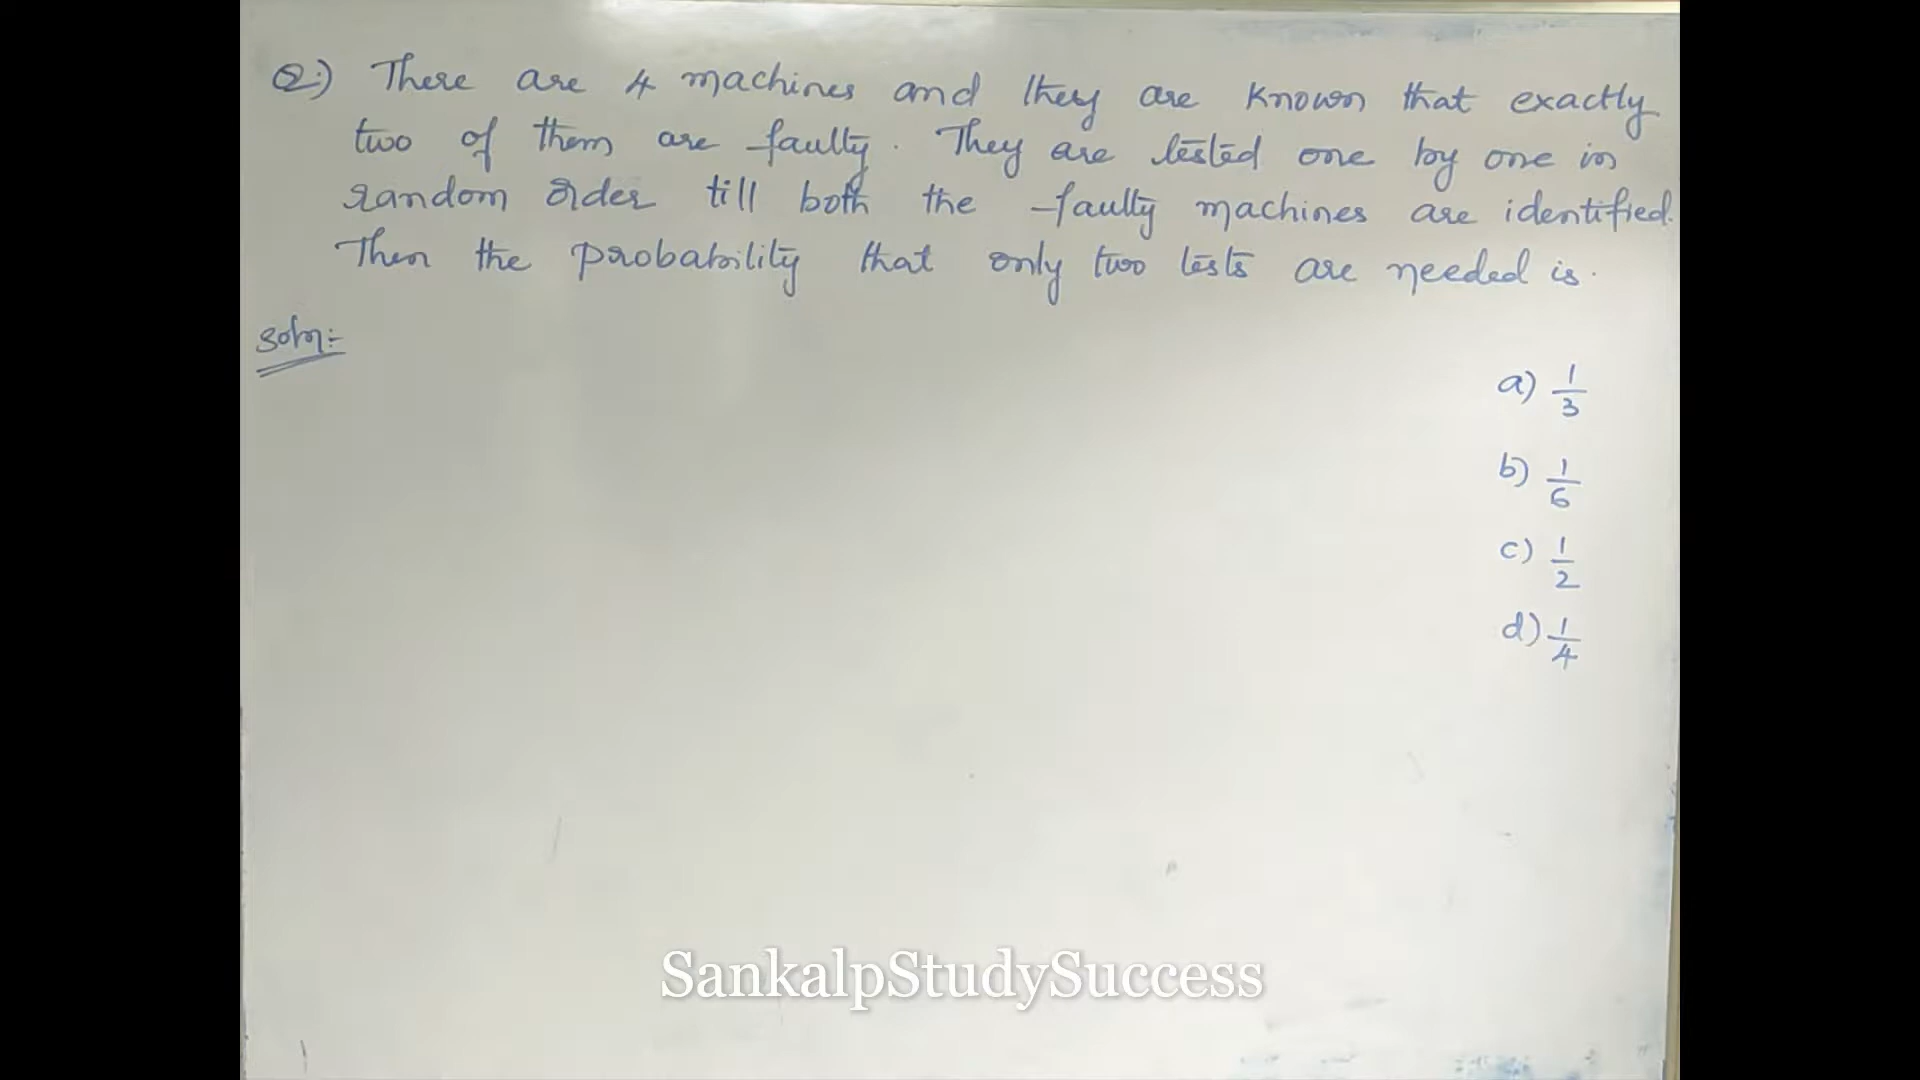 Q:) There are 4 machines and they are known that exactly
two of them are faulty. They are tested one by one in
random order till both the faulty machines are identified.
Then the probability that only two tests are needed is.
Soln:-
a) 1/3
b) 1/6
c) 1/2
d) 1/4
SankalpStudySuccess